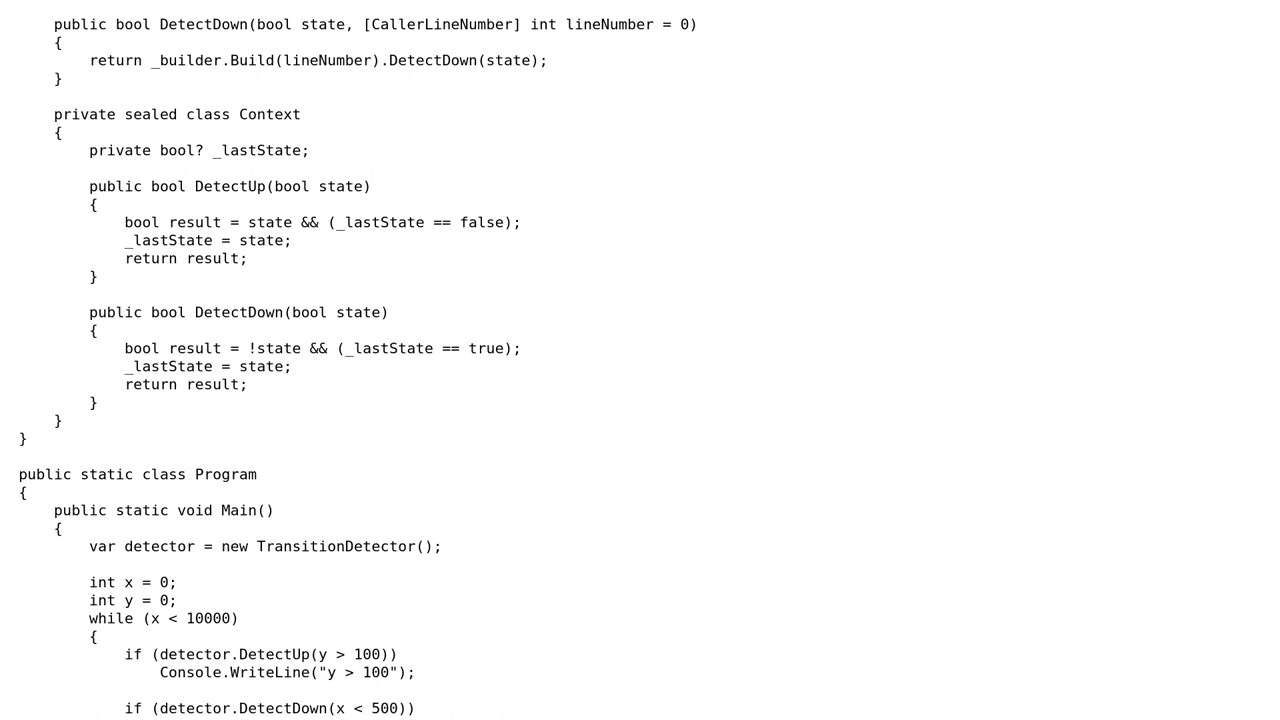 public bool DetectDown(bool state, [CallerLineNumber] int lineNumber = 0)
{
return _builder.Build(lineNumber).DetectDown(state);
}
private sealed class Context
{
private bool? _lastState;
public bool DetectUp(bool state)
{
bool result = state && (_lastState == false);
_lastState = state;
return result;
}
public bool DetectDown(bool state)
{
bool result = !state && (_lastState == true);
_lastState = state;
return result;
}
}
}
public static class Program
{
public static void Main()
{
var detector = new TransitionDetector();
int x = 0;
int y = 0;
while (x < 10000)
{
if (detector.DetectUp(y > 100))
Console.WriteLine("y > 100");
if (detector.DetectDown(x < 500))